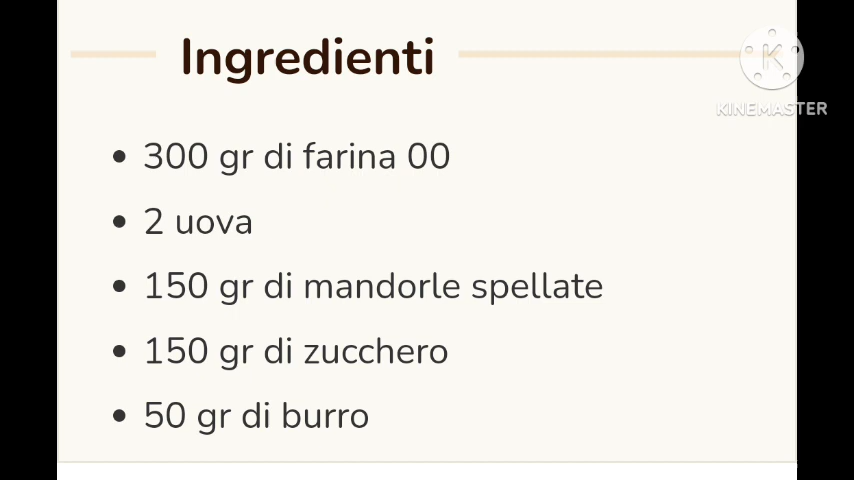 Ingredienti
KINEMASTER
• 300 gr di farina 00
• 2 uova
• 150 gr di mandorle spellate
• 150 gr di zucchero
• 50 gr di burro